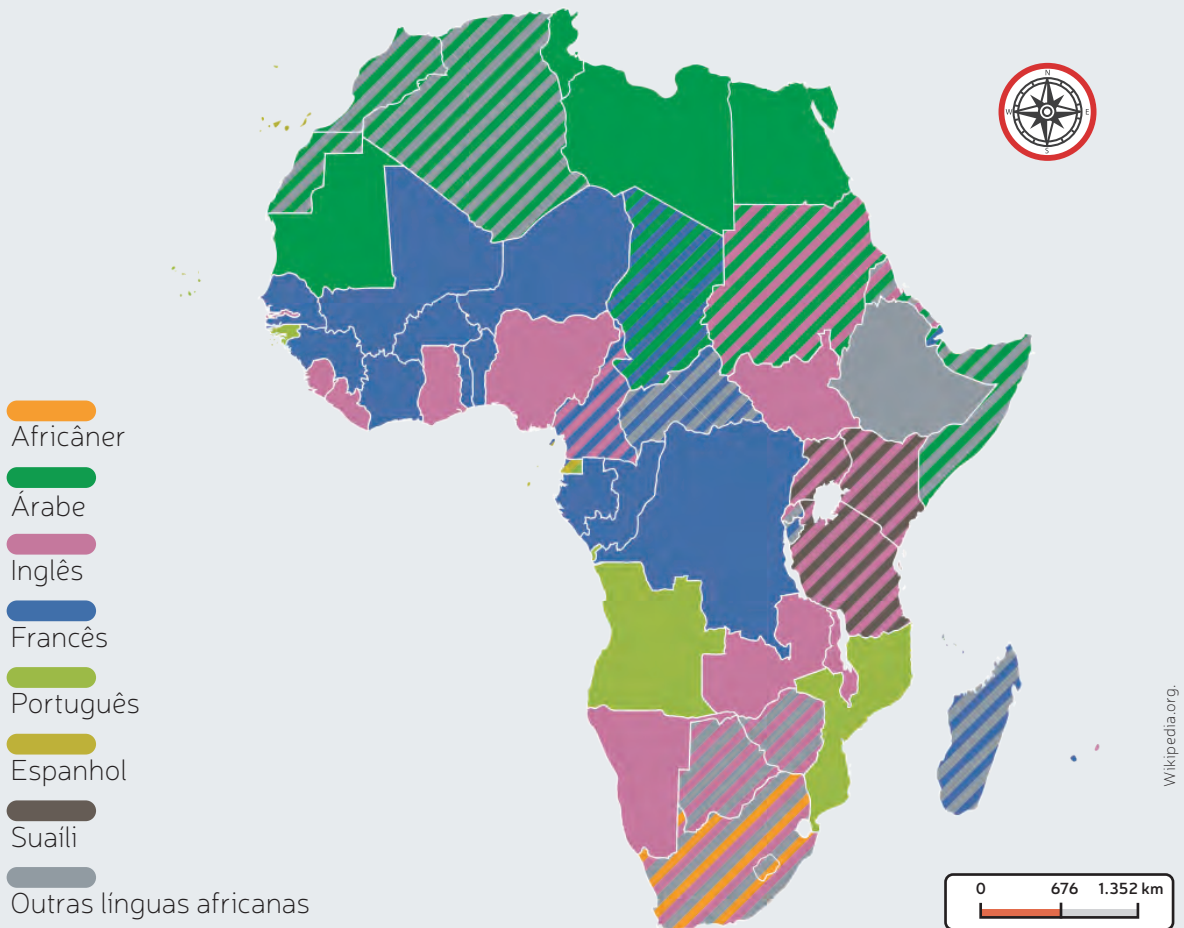 N
W
E
S
Africâner
Árabe
Inglês
Francês
Português
Espanhol
Suaíli
Outras línguas africanas
Wikipedia.org.
0 676 1.352 km